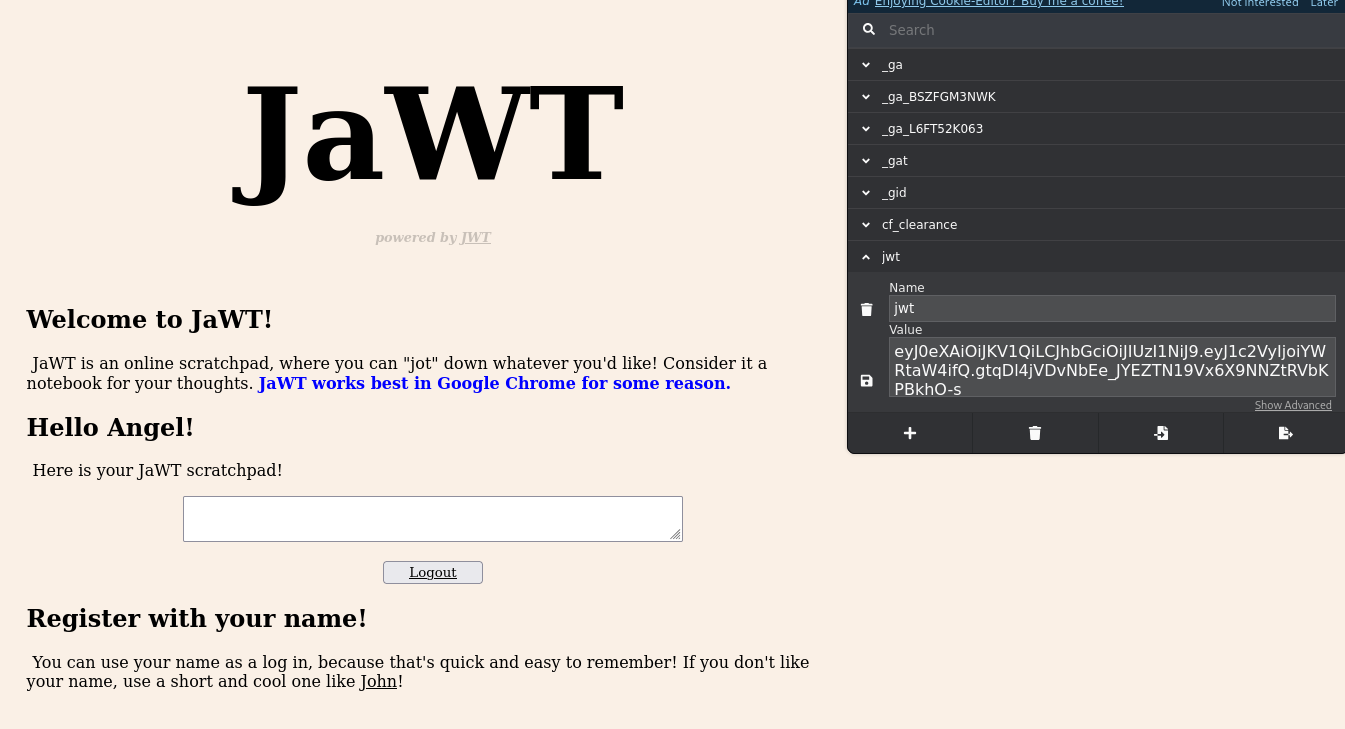 JaWT
powered by JWT
Welcome to JaWT!
JaWT is an online scratchpad, where you can "jot" down whatever you'd like! Consider it a
notebook for your thoughts. JaWT works best in Google Chrome for some reason.
Hello Angel!
Here is your JaWT scratchpad!
Logout
Register with your name!
You can use your name as a log in, because that's quick and easy to remember! If you don't like
your name, use a short and cool one like John!
Ad Enjoying Cookie-Editor? Buy me a coffee! Not interested Later
Search
_ga
_ga_BSZFGM3NWK
_ga_L6FT52K063
_gat
_gid
cf_clearance
jwt
Name
jwt
Value
eyJ0eXAiOiJKV1QiLCJhbGciOiJIUzI1NiJ9.eyJ1c2VyIjoiYW
RtaW4ifQ.gtqDl4jVDvNbEe_JYEZTN19Vx6X9NNZtRVbK
PBkhO-s
Show Advanced